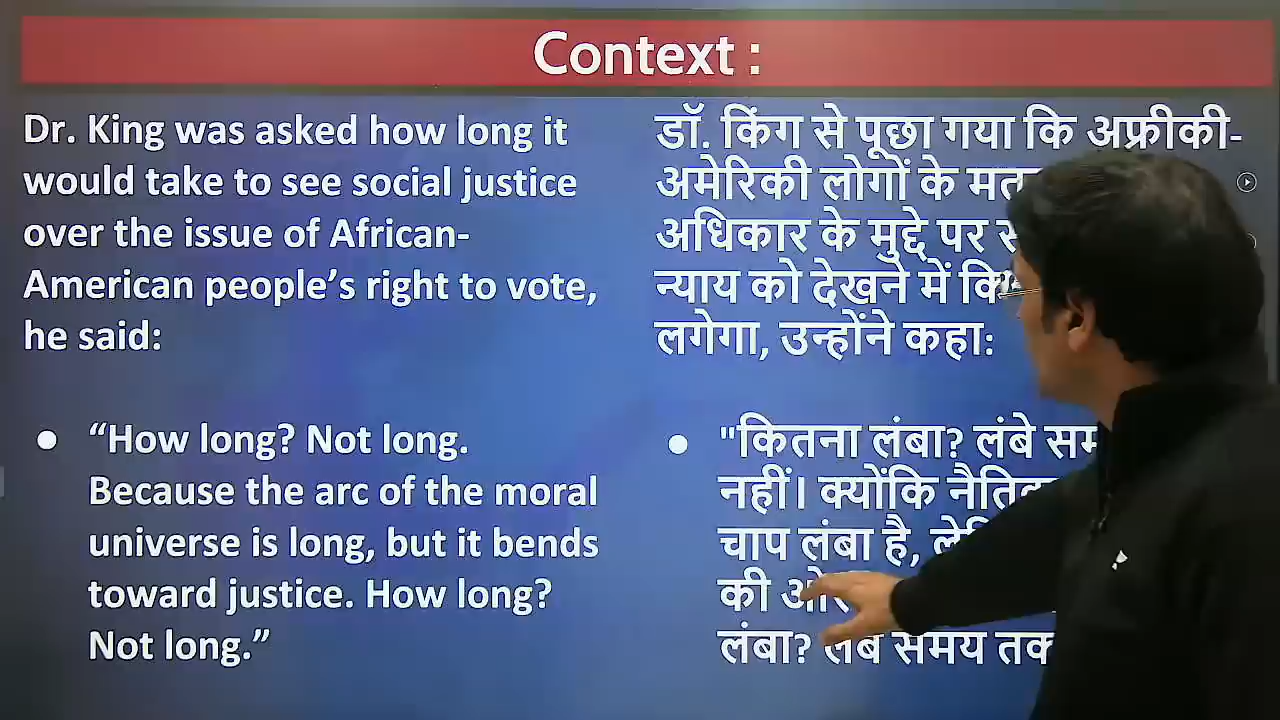 Context :
Dr. King was asked how long it
would take to see social justice
over the issue of African-
American people's right to vote,
he said:
● “How long? Not long.
Because the arc of the moral
universe is long, but it bends
toward justice. How long?
Not long.”
डॉ. किंग से पूछा गया कि अफ्रीकी-
अमेरिकी लोगों के
अधिकार के मुद्दे पर
न्याय को देखने में
लगेगा, उन्होंने कहा:
● "कितना लंबा? लंबे
नहीं। क्योंकि
चाप लंबा है,
की ओर
लंबा? लंबे समय तक